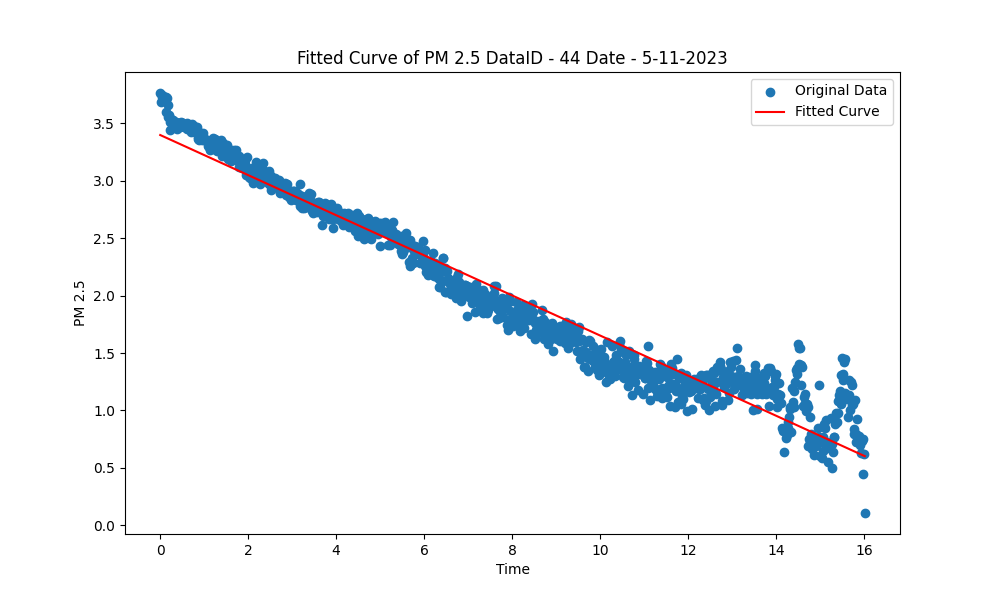 Fitted Curve of PM 2.5 DataID - 44 Date - 5-11-2023
Original Data
Fitted Curve
PM 2.5
3.5
3.0
2.5
2.0
1.5
1.0
0.5
0.0
0 2 4 6 8 10 12 14 16
Time